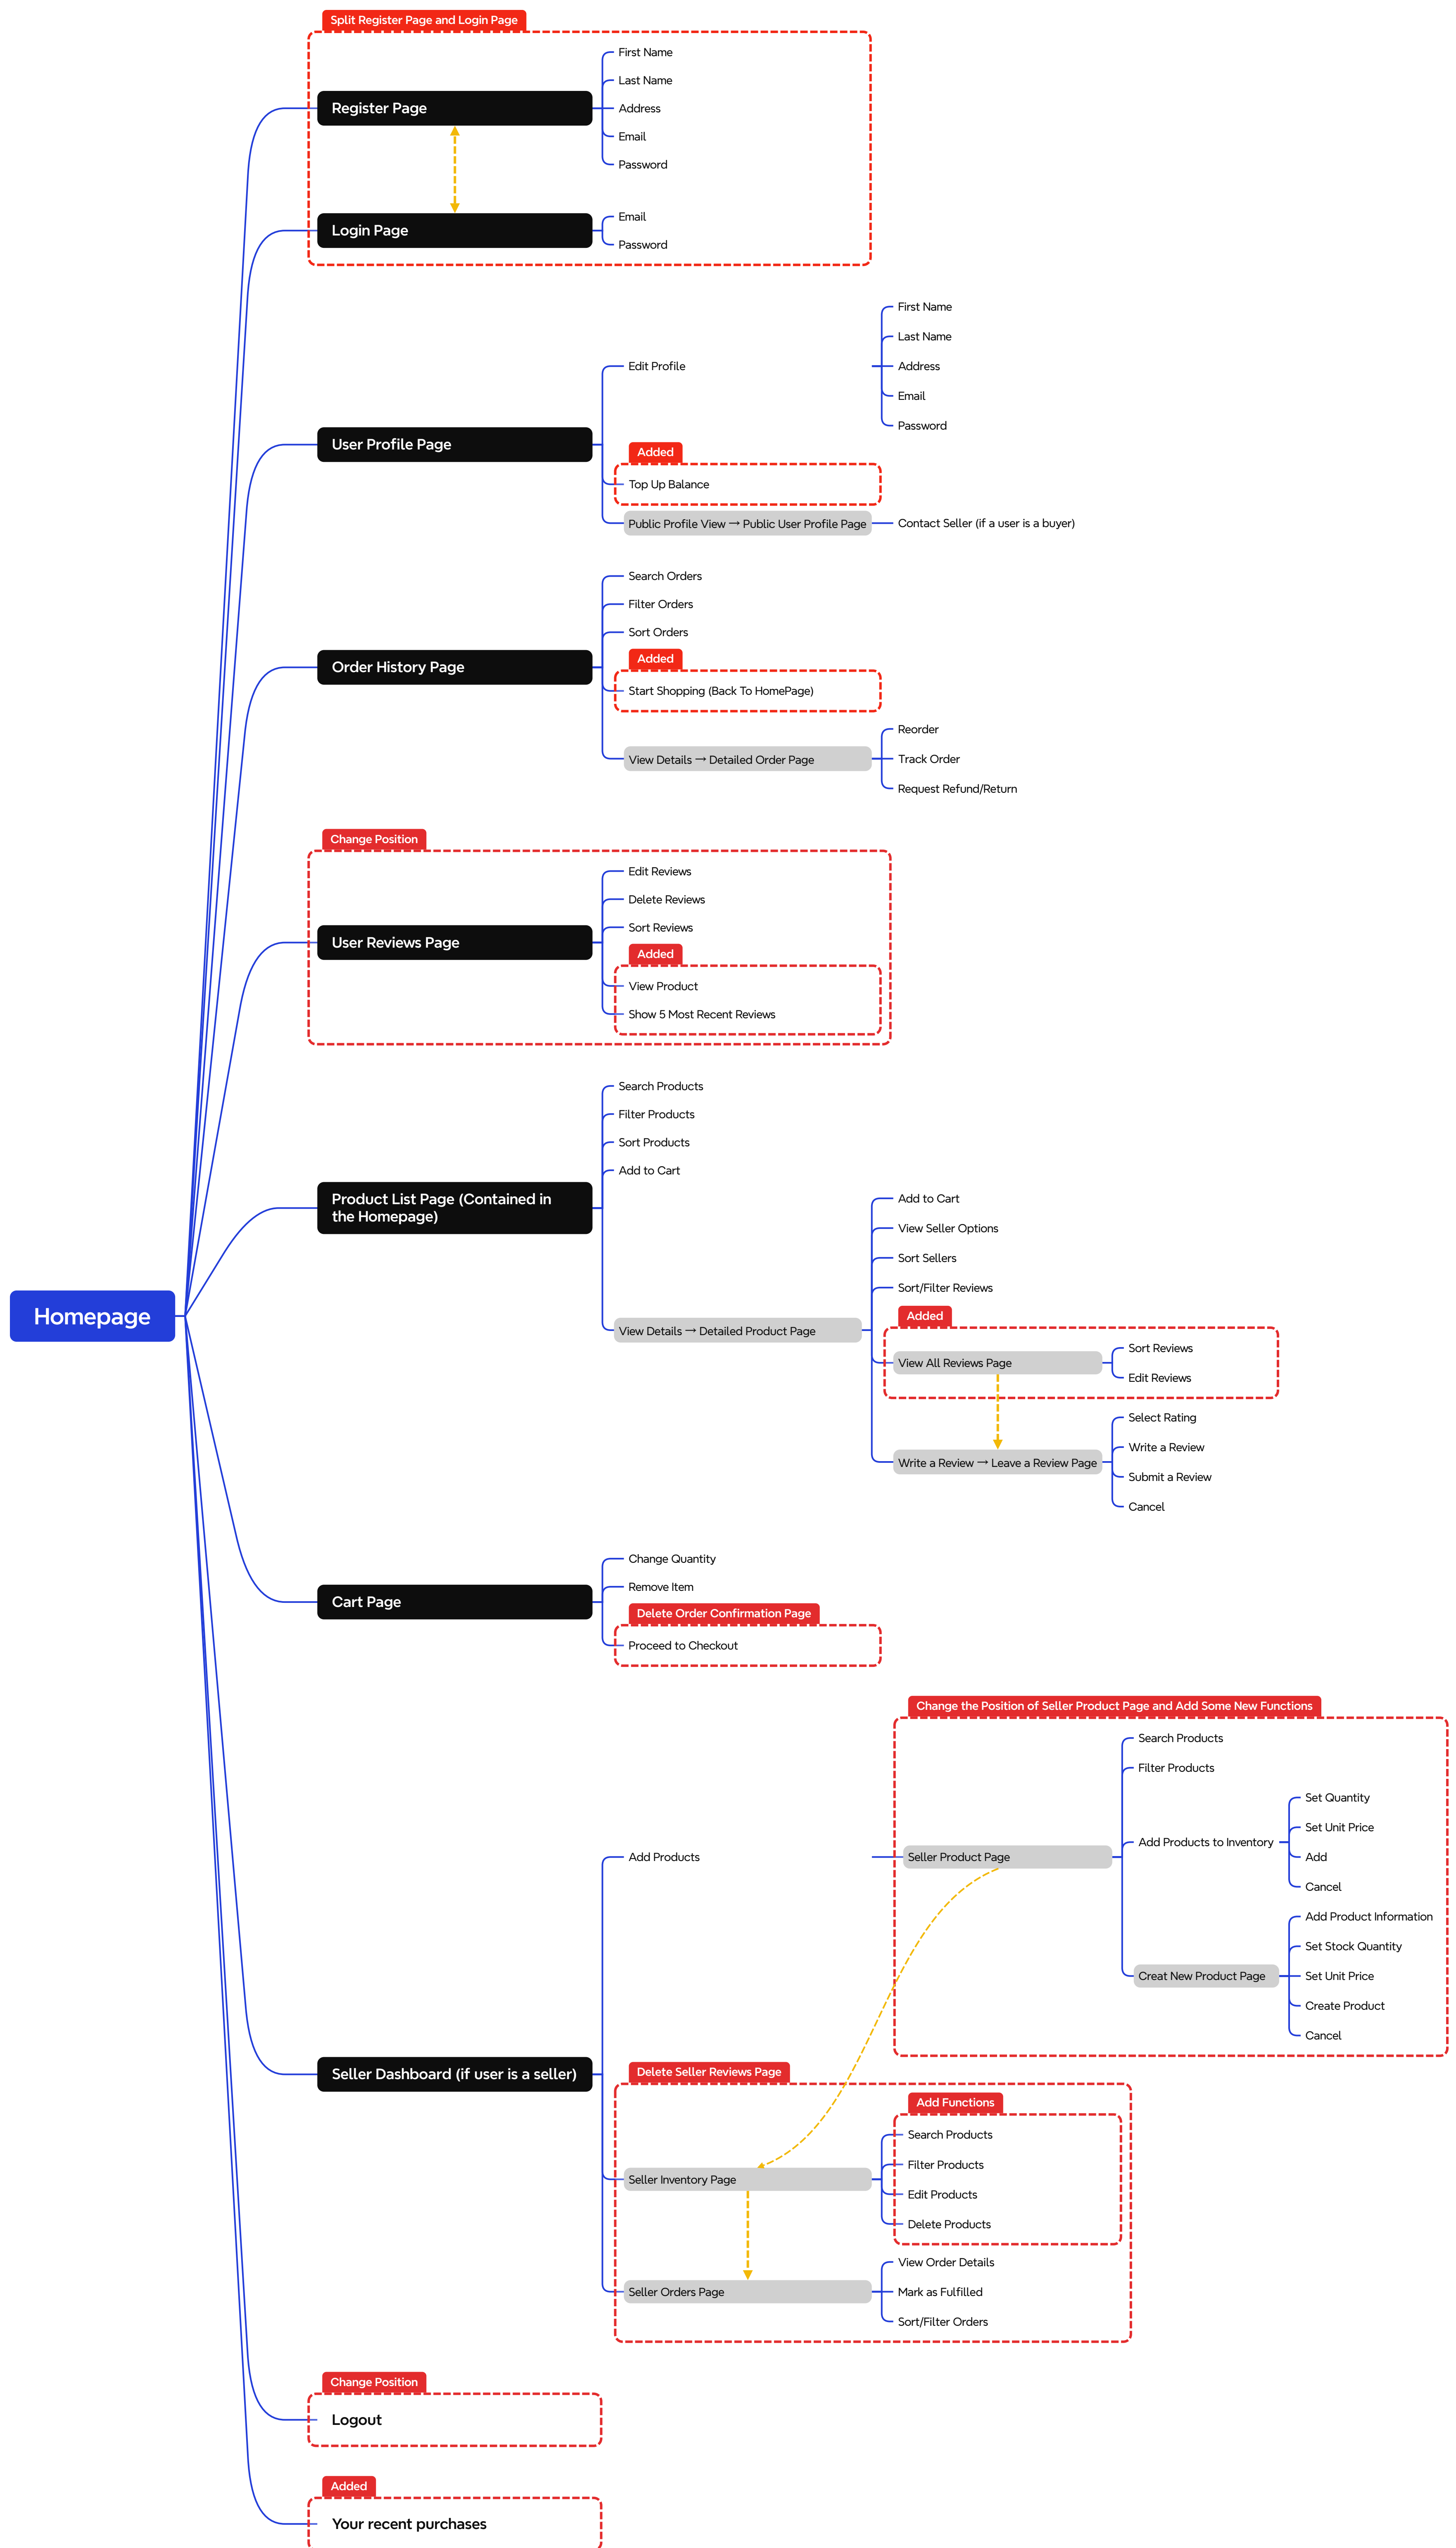 Split Register Page and Login Page
First Name
Last Name
Register Page
Address
Email
Password
Email
Login Page
Password
First Name
Last Name
Edit Profile
Address
Email
Password
User Profile Page
Added
Top Up Balance
Public Profile View → Public User Profile Page
Contact Seller (if a user is a buyer)
Search Orders
Filter Orders
Sort Orders
Added
Order History Page
Start Shopping (Back To HomePage)
Reorder
View Details → Detailed Order Page
Track Order
Request Refund/Return
Change Position
Edit Reviews
Delete Reviews
Sort Reviews
User Reviews Page
Added
View Product
Show 5 Most Recent Reviews
Search Products
Filter Products
Sort Products
Add to Cart
Product List Page (Contained in
the Homepage)
Add to Cart
View Seller Options
Sort Sellers
Sort/Filter Reviews
Homepage
Added
View Details → Detailed Product Page
View All Reviews Page
Sort Reviews
Edit Reviews
Select Rating
Write a Review
Write a Review → Leave a Review Page
Submit a Review
Cancel
Change Quantity
Remove Item
Cart Page
Delete Order Confirmation Page
Proceed to Checkout
Change the Position of Seller Product Page and Add Some New Functions
Search Products
Filter Products
Set Quantity
Set Unit Price
Add Products to Inventory
Add Products
Seller Product Page
Add
Cancel
Add Product Information
Set Stock Quantity
Creat New Product Page
Set Unit Price
Create Product
Cancel
Seller Dashboard (if user is a seller)
Delete Seller Reviews Page
Add Functions
Search Products
Filter Products
Seller Inventory Page
Edit Products
Delete Products
View Order Details
Seller Orders Page
Mark as Fulfilled
Sort/Filter Orders
Change Position
Logout
Added
Your recent purchases